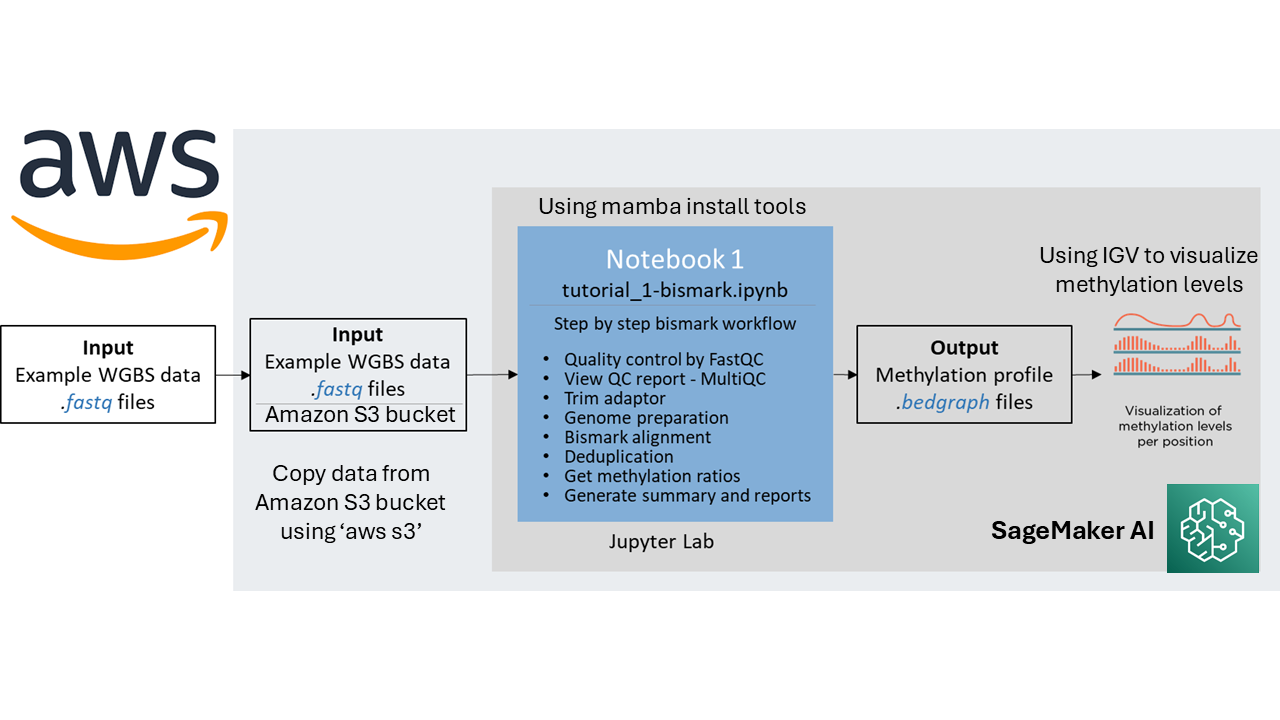 aws
Input
Example WGBS data
.fastq files
Input
Example WGBS data
.fastq files
Amazon S3 bucket
Copy data from
Amazon S3 bucket
using ‘aws s3’
Using mamba install tools
Notebook 1
tutorial_1-bismark.ipynb
Step by step bismark workflow
• Quality control by FastQC
• View QC report - MultiQC
• Trim adaptor
• Genome preparation
• Bismark alignment
• Deduplication
• Get methylation ratios
• Generate summary and reports
Jupyter Lab
Output
Methylation profile
.bedgraph files
Using IGV to visualize
methylation levels
Visualization of
methylation levels
per position
SageMaker AI